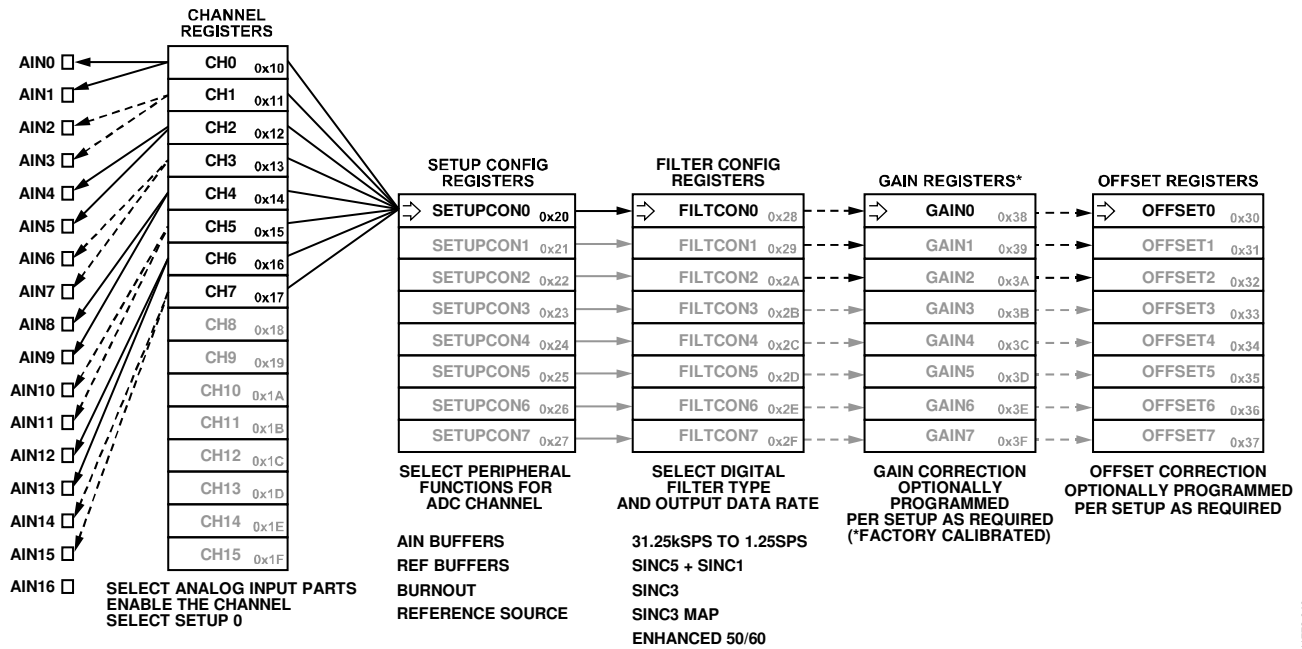 CHANNEL
REGISTERS
AIN0
AIN1
AIN2
AIN3
AIN4
AIN5
AIN6
AIN7
AIN8
AIN9
AIN10
AIN11
AIN12
AIN13
AIN14
AIN15
AIN16
CH0 0x10
CH1 0x11
CH2 0x12
CH3 0x13
CH4 0x14
CH5 0x15
CH6 0x16
CH7 0x17
CH8 0x18
CH9 0x19
CH10 0x1A
CH11 0x1B
CH12 0x1C
CH13 0x1D
CH14 0x1E
CH15 0x1F
SELECT ANALOG INPUT PARTS
ENABLE THE CHANNEL
SELECT SETUP 0
SETUP CONFIG
REGISTERS
SETUPCON0 0x20
SETUPCON1 0x21
SETUPCON2 0x22
SETUPCON3 0x23
SETUPCON4 0x24
SETUPCON5 0x25
SETUPCON6 0x26
SETUPCON7 0x27
SELECT PERIPHERAL
FUNCTIONS FOR
ADC CHANNEL
AIN BUFFERS
REF BUFFERS
BURNOUT
REFERENCE SOURCE
FILTER CONFIG
REGISTERS
FILTCON0 0x28
FILTCON1 0x29
FILTCON2 0x2A
FILTCON3 0x2B
FILTCON4 0x2C
FILTCON5 0x2D
FILTCON6 0x2E
FILTCON7 0x2F
SELECT DIGITAL
FILTER TYPE
AND OUTPUT DATA RATE
31.25kSPS TO 1.25SPS
SINC5 + SINC1
SINC3
SINC3 MAP
ENHANCED 50/60
GAIN REGISTERS*
GAIN0 0x38
GAIN1 0x39
GAIN2 0x3A
GAIN3 0x3B
GAIN4 0x3C
GAIN5 0x3D
GAIN6 0x3E
GAIN7 0x3F
GAIN CORRECTION
OPTIONALLY
PROGRAMMED
PER SETUP AS REQUIRED
(*FACTORY CALIBRATED)
OFFSET REGISTERS
OFFSET0 0x30
OFFSET1 0x31
OFFSET2 0x32
OFFSET3 0x33
OFFSET4 0x34
OFFSET5 0x35
OFFSET6 0x36
OFFSET7 0x37
OFFSET CORRECTION
OPTIONALLY PROGRAMMED
PER SETUP AS REQUIRED